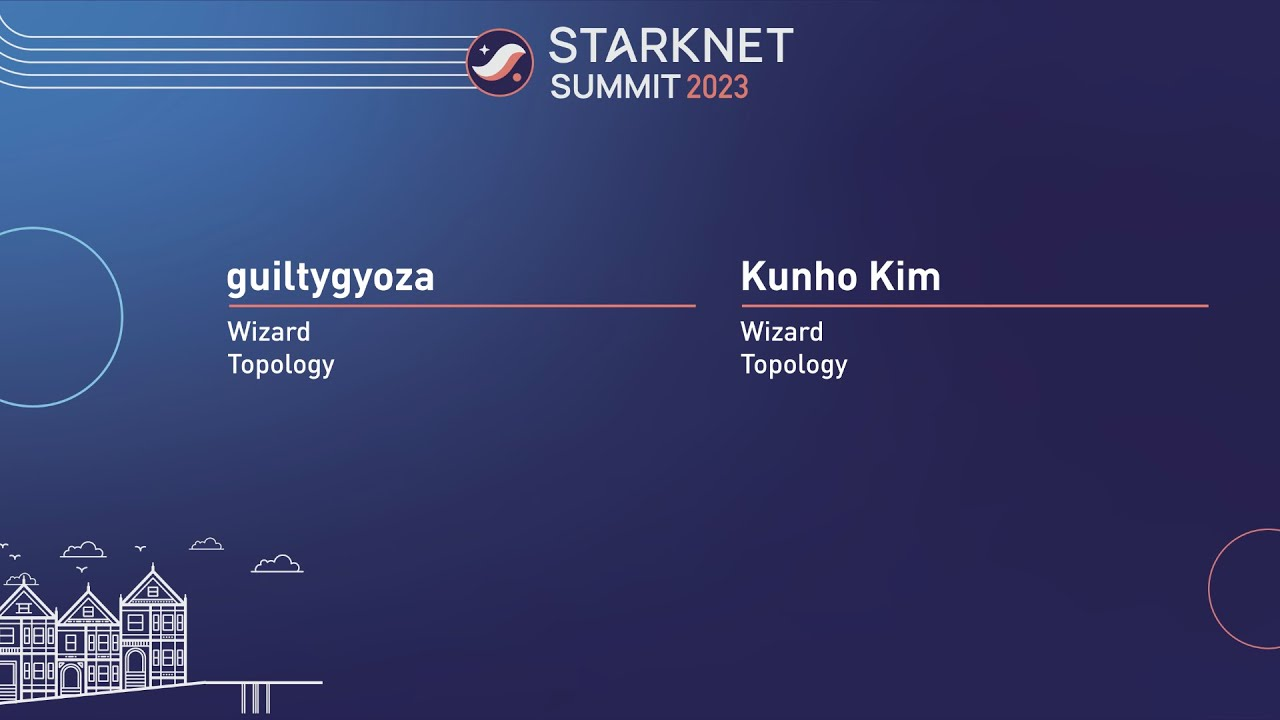 STARKNET
SUMMIT 2023
guiltygyoza
Wizard
Topology
Kunho Kim
Wizard
Topology